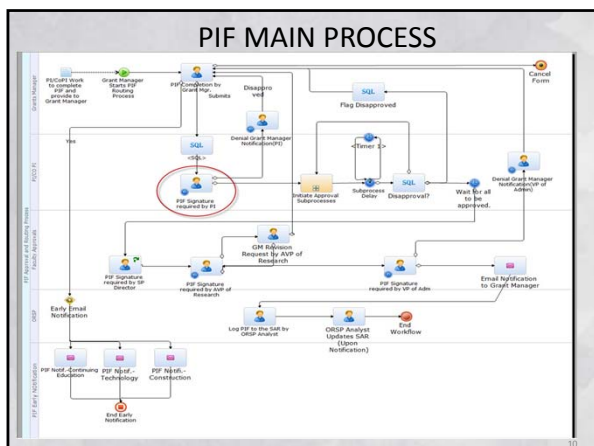 PIF MAIN PROCESS
PIF Approval and Routing Process
Grants Manager
PI/CoPI Work
to complete
PIF and
provide to
Grant Manager
Grant Manager
Starts PIF
Routing
Process
PIF Completion by
Grant Mgr.
Submits
Disappro
ved
Cancel
Form
SQL
Flag Disapproved
Denial Grant Manager
Notification(PI)
Yes
PI/CO PI
SQL
<SQL>
PIF Signature
required by PI
Initiate Approval
Subprocesses
<Timer 1>
Subprocess
Delay
SQL
Disapproval?
Wait for all
to be
approved.
Denial Grant Manager
Notification(VP of
Admin)
Faculty Approvals
GM Revision
Request by AVP of
Research
PIF Signature
required by SP
Director
PIF Signature
required by AVP of
Research
PIF Signature
required by VP of Adm
Email Notification
to Grant Manager
ORSP
Early Email
Notification
Log PIF to the SAR by
ORSP Analyst
ORSP Analyst
Updates SAR
(Upon
Notification)
End
Workflow
PIF Early Notification
PIF Notif.-Continuing
Education
PIF Notif.-
Technology
PIF Notifi.-
Construction
End Early
Notification
10